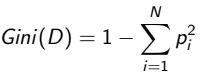 Gini(D) = 1 − ∑_{i=1}^{N} p_i^2